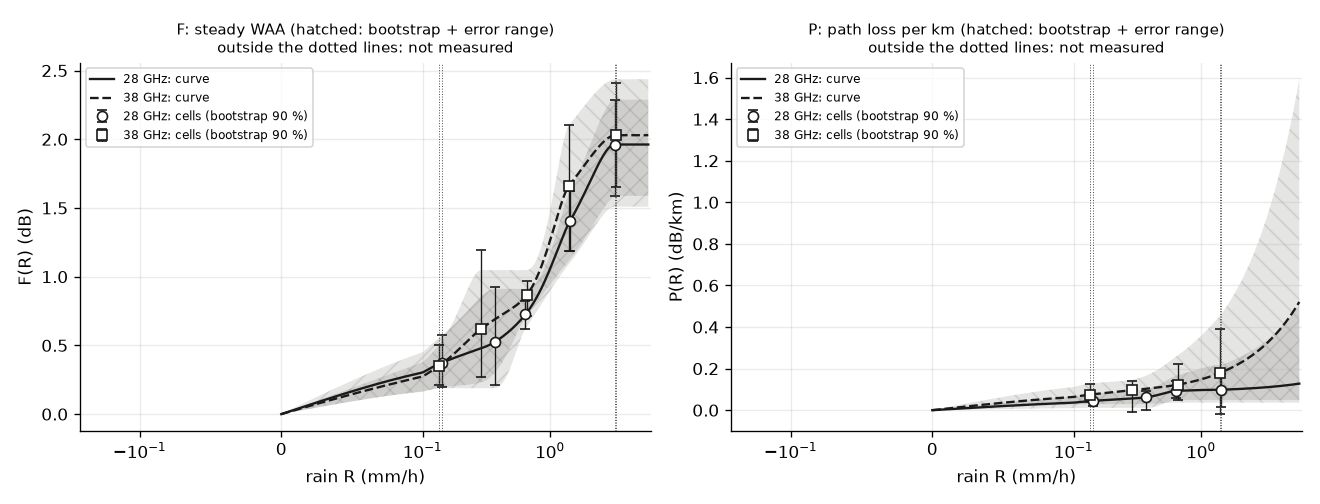 F: steady WAA (hatched: bootstrap + error range)
outside the dotted lines: not measured
28 GHz: curve
38 GHz: curve
28 GHz: cells (bootstrap 90 %)
38 GHz: cells (bootstrap 90 %)
F(R) (dB)
2.5
2.0
1.5
1.0
0.5
0.0
−10⁻¹ 0 10⁻¹ 10⁰
rain R (mm/h)
P: path loss per km (hatched: bootstrap + error range)
outside the dotted lines: not measured
28 GHz: curve
38 GHz: curve
28 GHz: cells (bootstrap 90 %)
38 GHz: cells (bootstrap 90 %)
P(R) (dB/km)
1.6
1.4
1.2
1.0
0.8
0.6
0.4
0.2
0.0
−10⁻¹ 0 10⁻¹ 10⁰
rain R (mm/h)